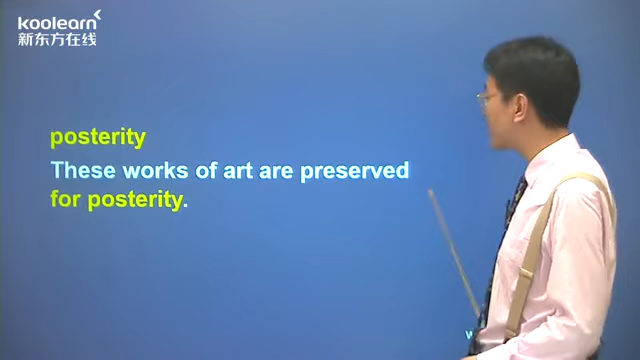 koolearn
新东方在线
posterity
These works of art are preserved
for posterity.